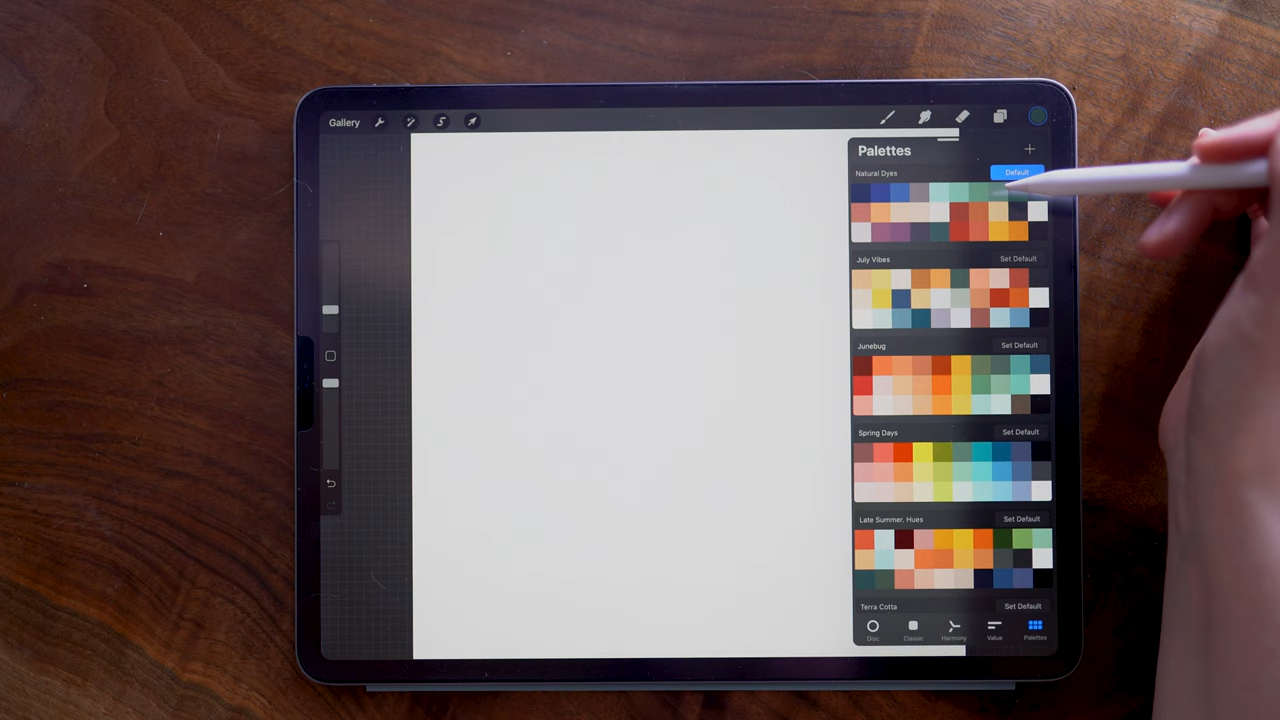 Gallery
Palettes
Natural Dyes Default
July Vibes Set Default
Junebug Set Default
Spring Days Set Default
Late Summer. Hues Set Default
Terra Cotta Set Default
Disc Classic Harmony Value Palettes